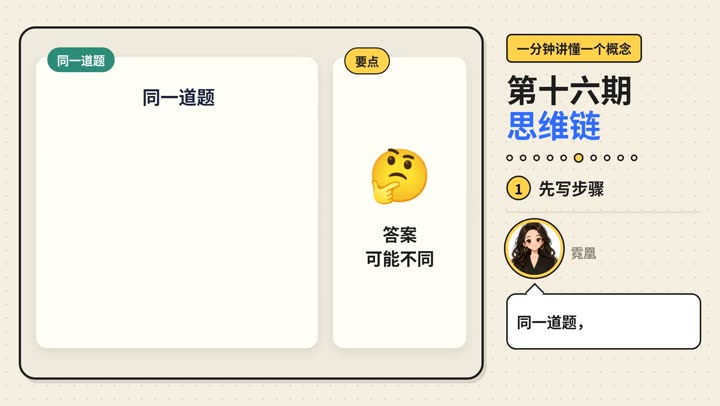 同一道题
同一道题
要点
答案
可能不同
一分钟讲懂一个概念
第十六期
思维链
1 先写步骤
霓凰
同一道题，